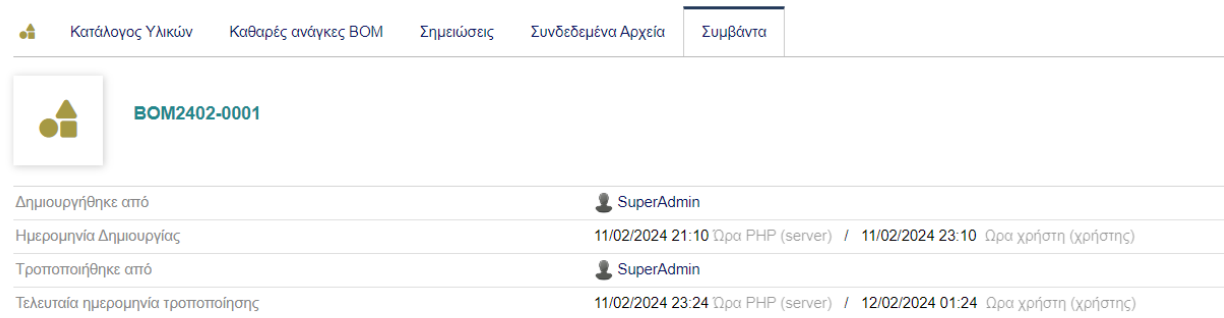 Κατάλογος Υλικών Καθαρές ανάγκες BOM Σημειώσεις Συνδεδεμένα Αρχεία Συμβάντα
BOM2402-0001
Δημιουργήθηκε από SuperAdmin
Ημερομηνία Δημιουργίας 11/02/2024 21:10 Ώρα PHP (server) / 11/02/2024 23:10 Ωρα χρήστη (χρήστης)
Τροποποιήθηκε από SuperAdmin
Τελευταία ημερομηνία τροποποίησης 11/02/2024 23:24 Ώρα PHP (server) / 12/02/2024 01:24 Ωρα χρήστη (χρήστης)